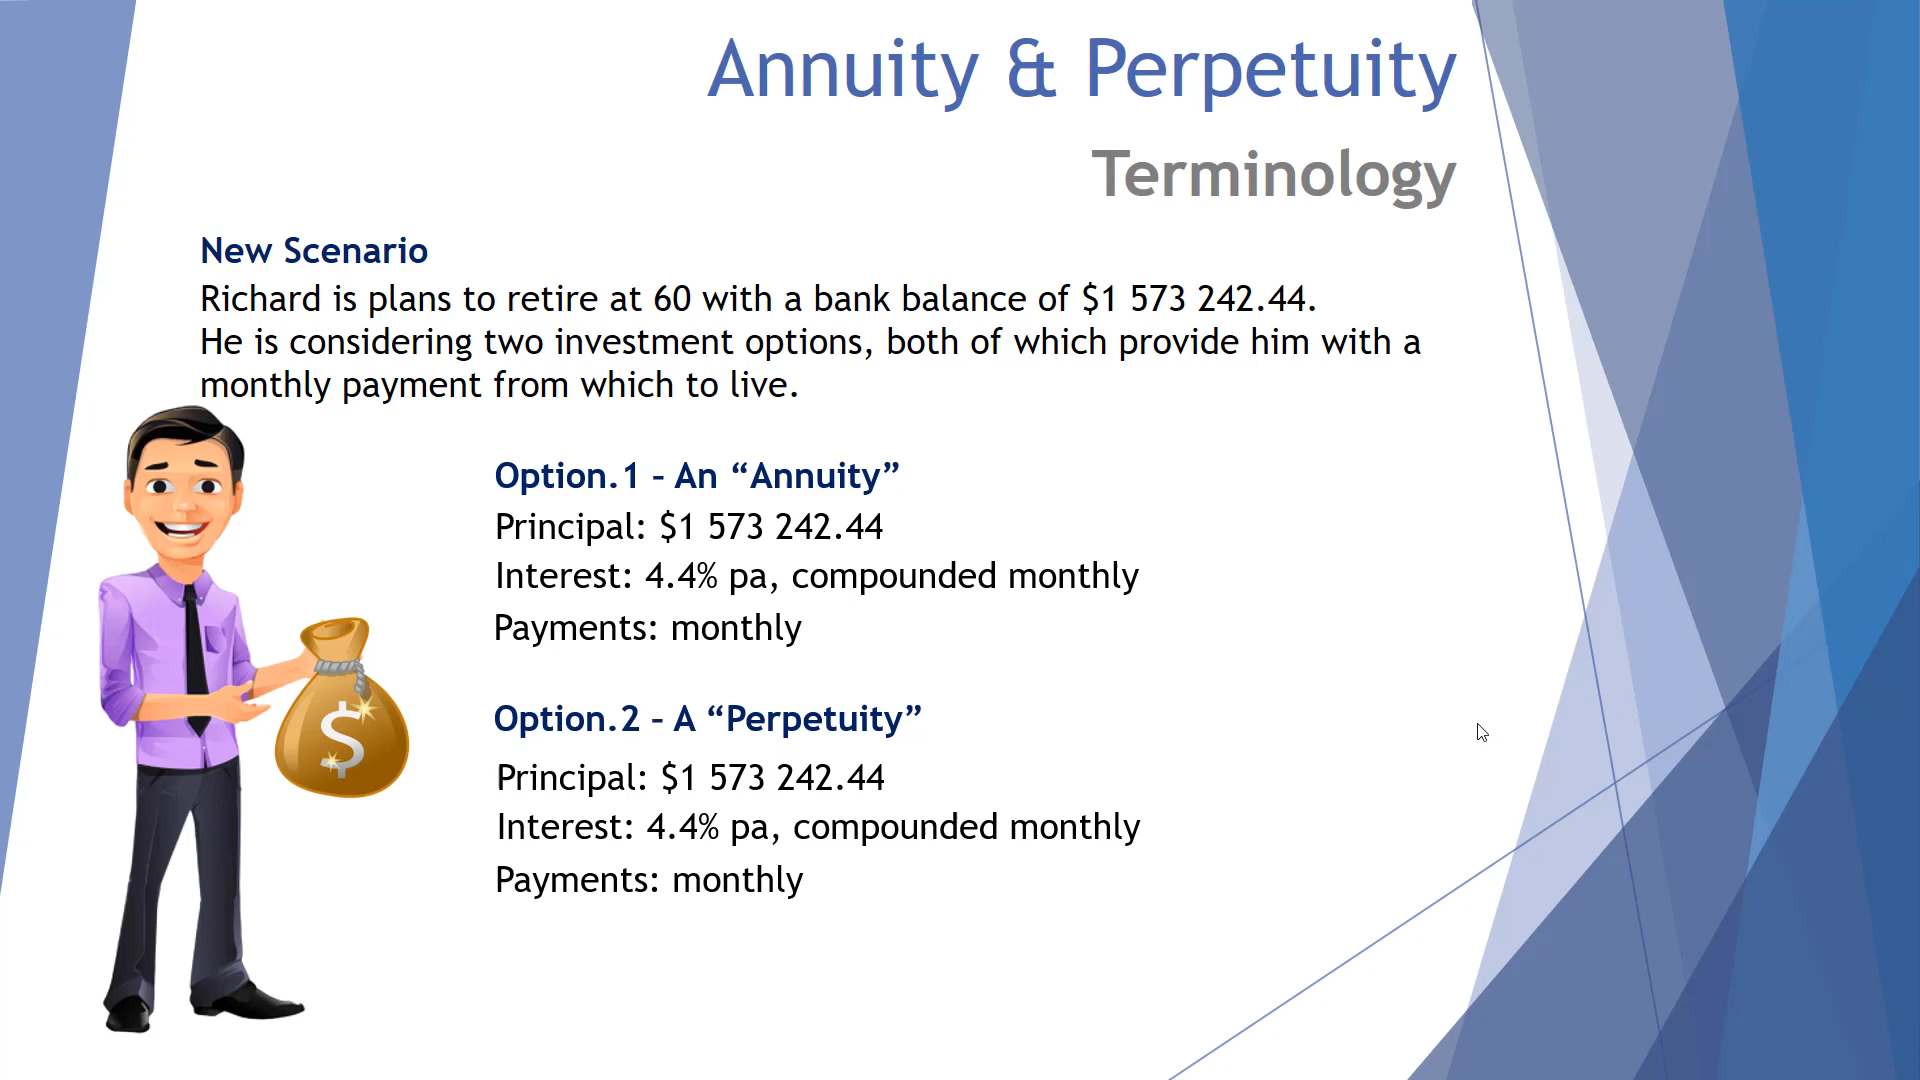 Annuity & Perpetuity
Terminology
New Scenario
Richard is plans to retire at 60 with a bank balance of $1 573 242.44.
He is considering two investment options, both of which provide him with a
monthly payment from which to live.
Option.1 – An “Annuity”
Principal: $1 573 242.44
Interest: 4.4% pa, compounded monthly
Payments: monthly
$
Option.2 – A “Perpetuity”
Principal: $1 573 242.44
Interest: 4.4% pa, compounded monthly
Payments: monthly